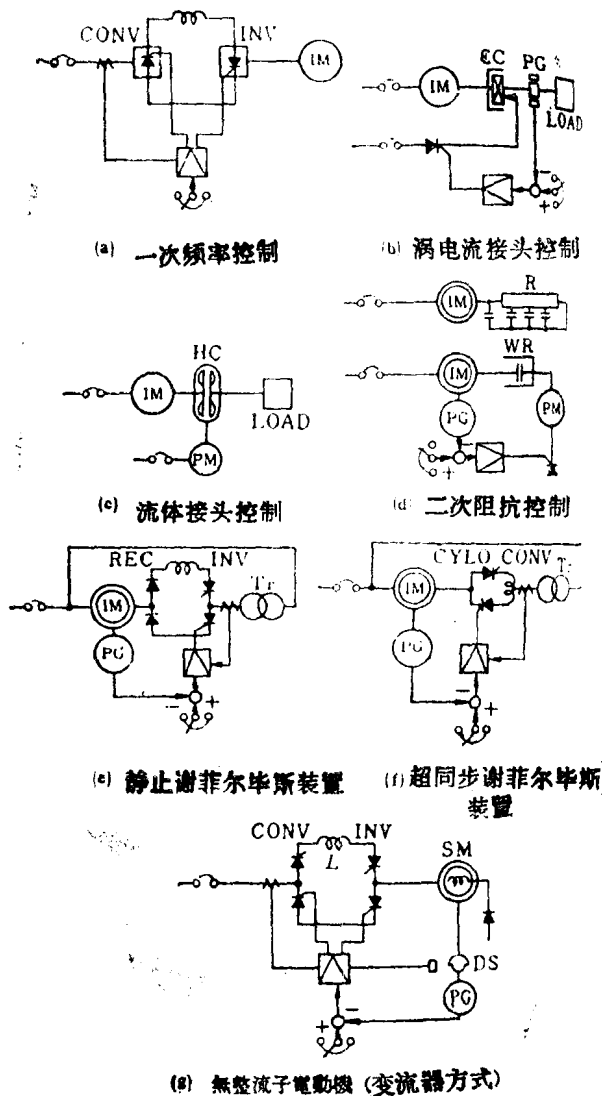 CONV INV
IM
(a) 一次频率控制
EC PG
IM
LOAD
−
+
(b) 涡电流接头控制
HC
IM
LOAD
PM
(c) 流体接头控制
R
IM
WR
IM
PG
PM
−
+
(d) 二次阻抗控制
REC INV
Tr
IM
PG
− +
(e) 静止谢菲尔毕斯装置
CYLO CONV
IM
PG
− +
(f) 超同步谢菲尔毕斯
装置
CONV INV
L
SM
DS
PG
+ −
(g) 無整流子電動機 (变流器方式)